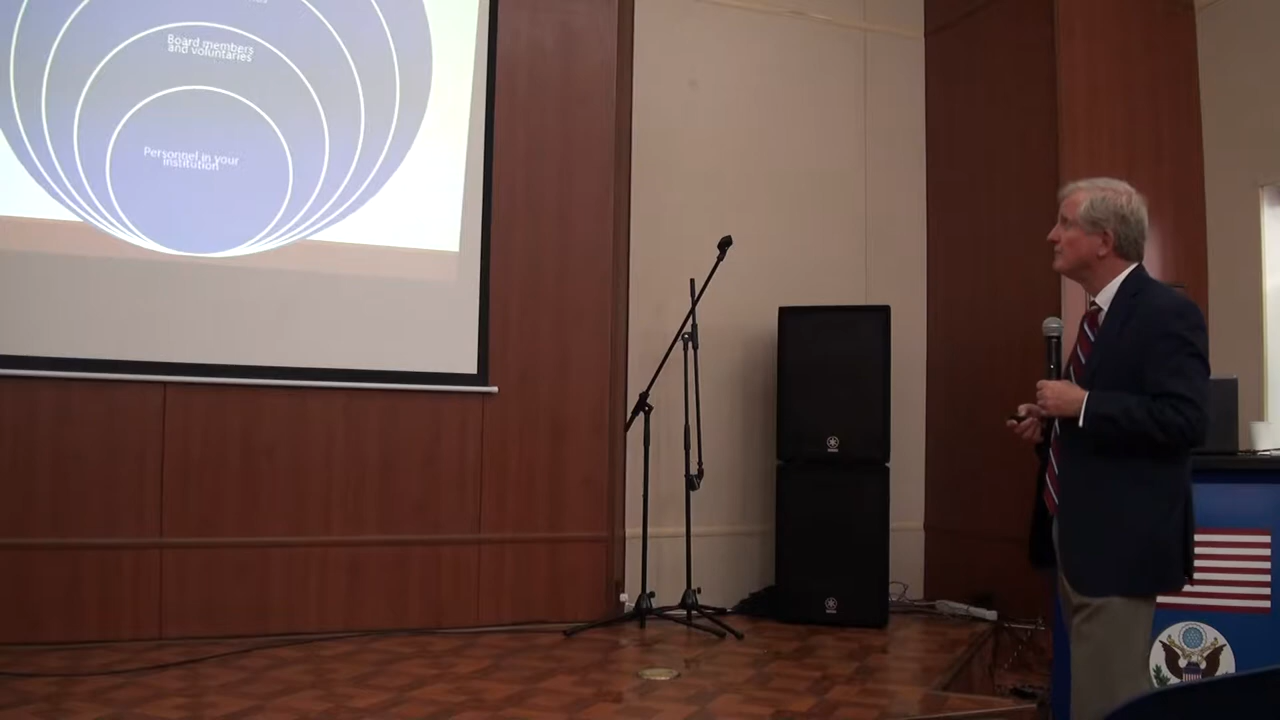 Board members
and voluntaries
Personnel in your
institution